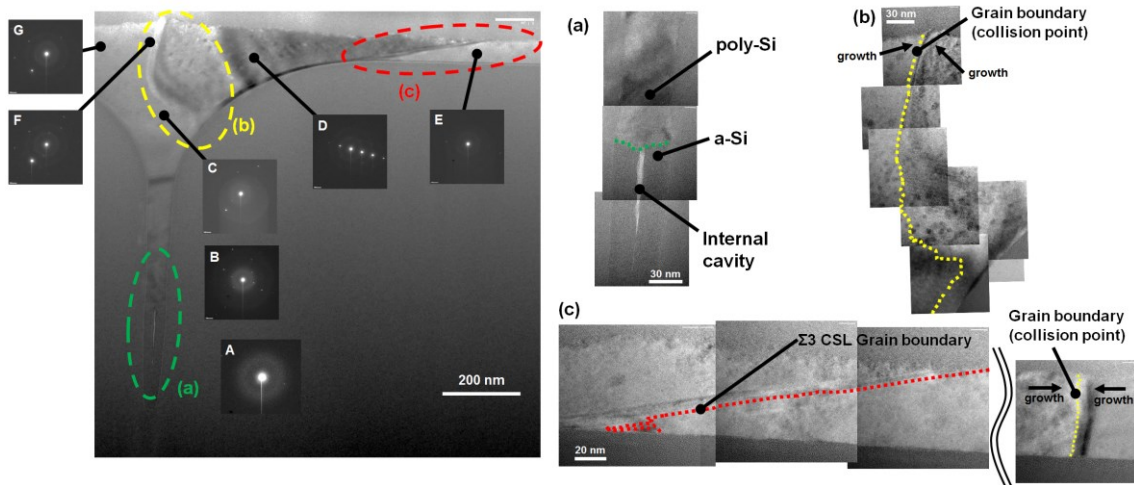 G
F
(b)
(c)
D
E
C
B
(a)
A
200 nm
(a)
poly-Si
a-Si
Internal
cavity
30 nm
(b)
30 nm
Grain boundary
(collision point)
growth
growth
(c)
Σ3 CSL Grain boundary
20 nm
Grain boundary
(collision point)
growth
growth